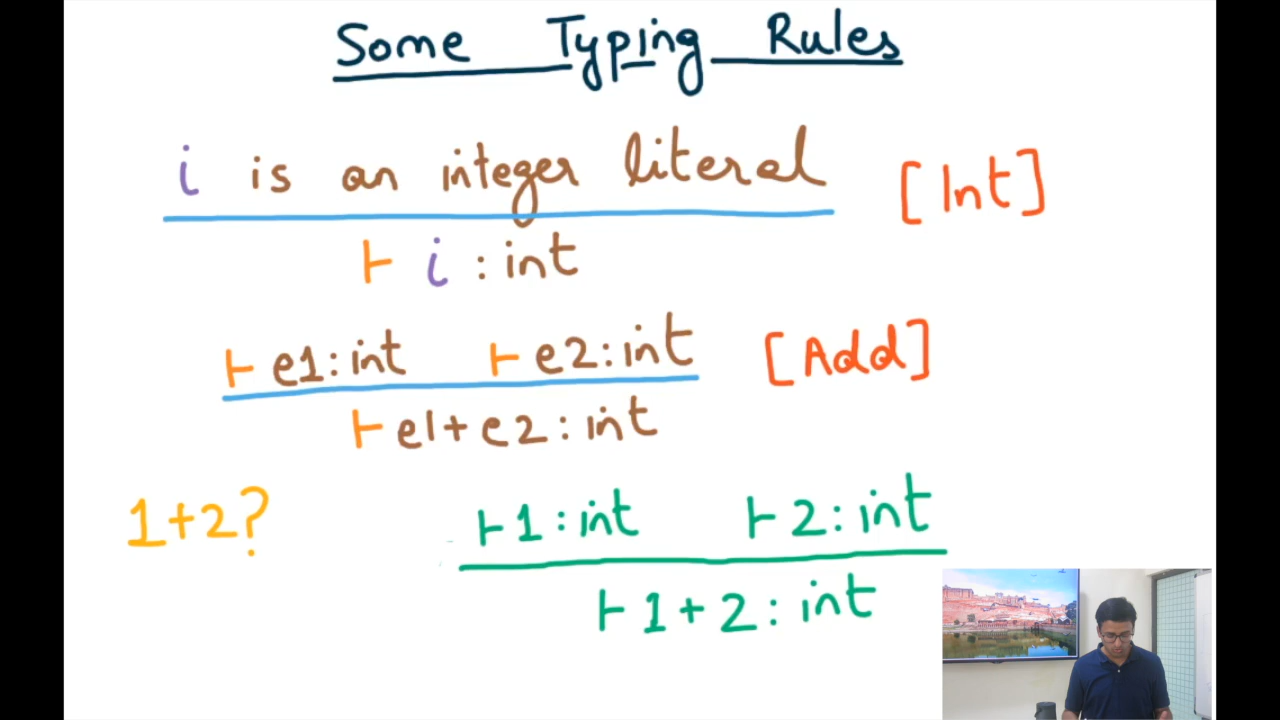 Some Typing Rules
i is an integer literal [Int]
⊢ i : int
⊢ e1 : int ⊢ e2 : int [Add]
⊢ e1 + e2 : int
1+2? ⊢ 1 : int ⊢ 2 : int
⊢ 1 + 2 : int